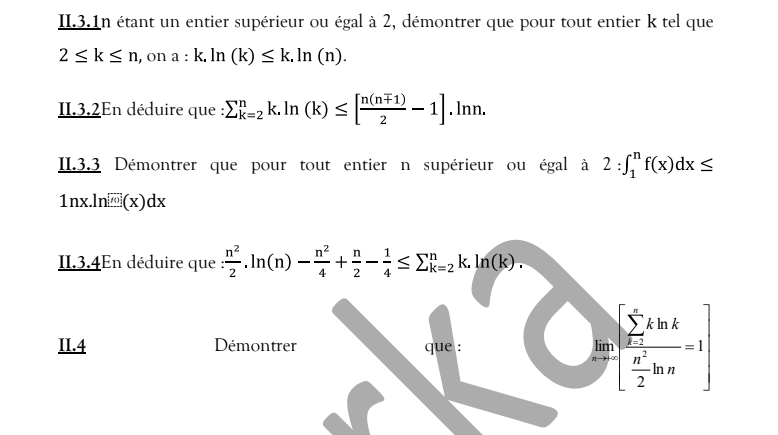 II.3.1n étant un entier supérieur ou égal à 2, démontrer que pour tout entier k tel que
2 ≤ k ≤ n, on a : k. ln (k) ≤ k. ln (n).
II.3.2En déduire que :∑ⁿₖ₌₂ k. ln (k) ≤ [n(n∓1)/2 − 1]. lnn.
II.3.3 Démontrer que pour tout entier n supérieur ou égal à 2 :∫₁ⁿ f(x)dx ≤
1nx.ln(x)dx
II.3.4En déduire que :n²/2 . ln(n) − n²/4 + n/2 − 1/4 ≤ ∑ⁿₖ₌₂ k. ln(k) .
II.4 Démontrer que : lim n→+∞ [∑ⁿₖ₌₂ k ln k / (n²/2 ln n) = 1]
rka